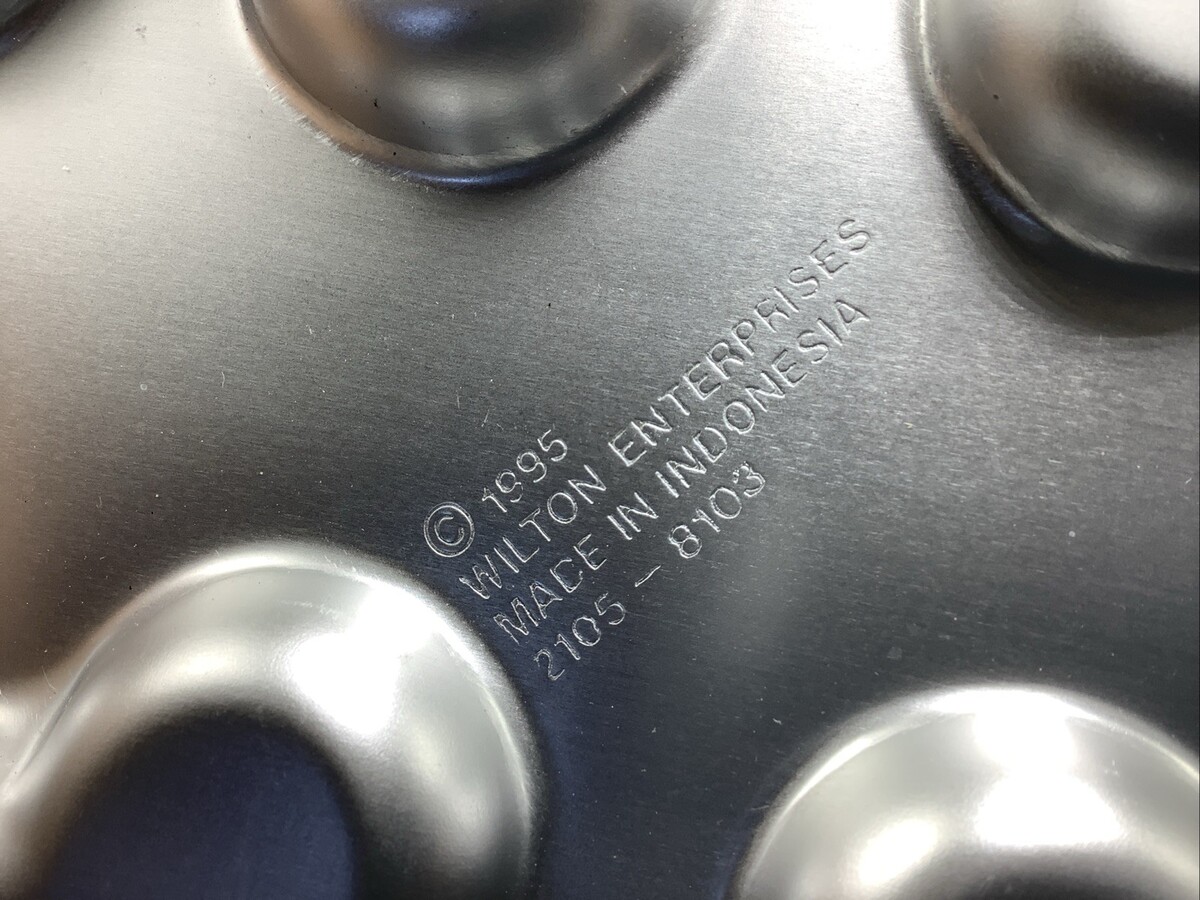 © 1995
WILTON ENTERPRISES
MADE IN INDONESIA
2105 – 8103